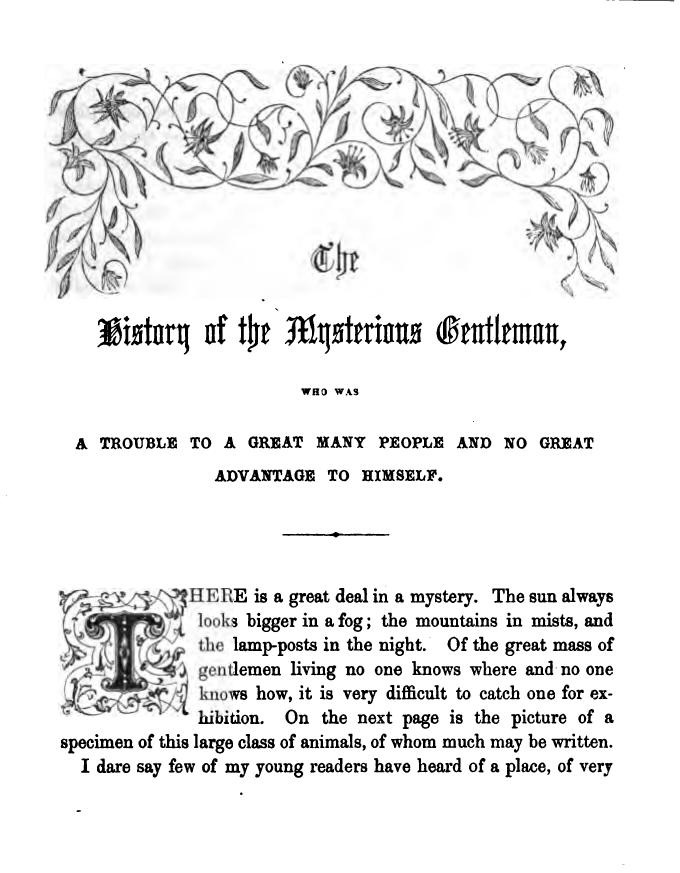 The
History of the Mysterious Gentleman,
WHO WAS
A TROUBLE TO A GREAT MANY PEOPLE AND NO GREAT
ADVANTAGE TO HIMSELF.
THERE is a great deal in a mystery. The sun always
looks bigger in a fog; the mountains in mists, and
the lamp-posts in the night. Of the great mass of
gentlemen living no one knows where and no one
knows how, it is very difficult to catch one for ex-
hibition. On the next page is the picture of a
specimen of this large class of animals, of whom much may be written.
I dare say few of my young readers have heard of a place, of very